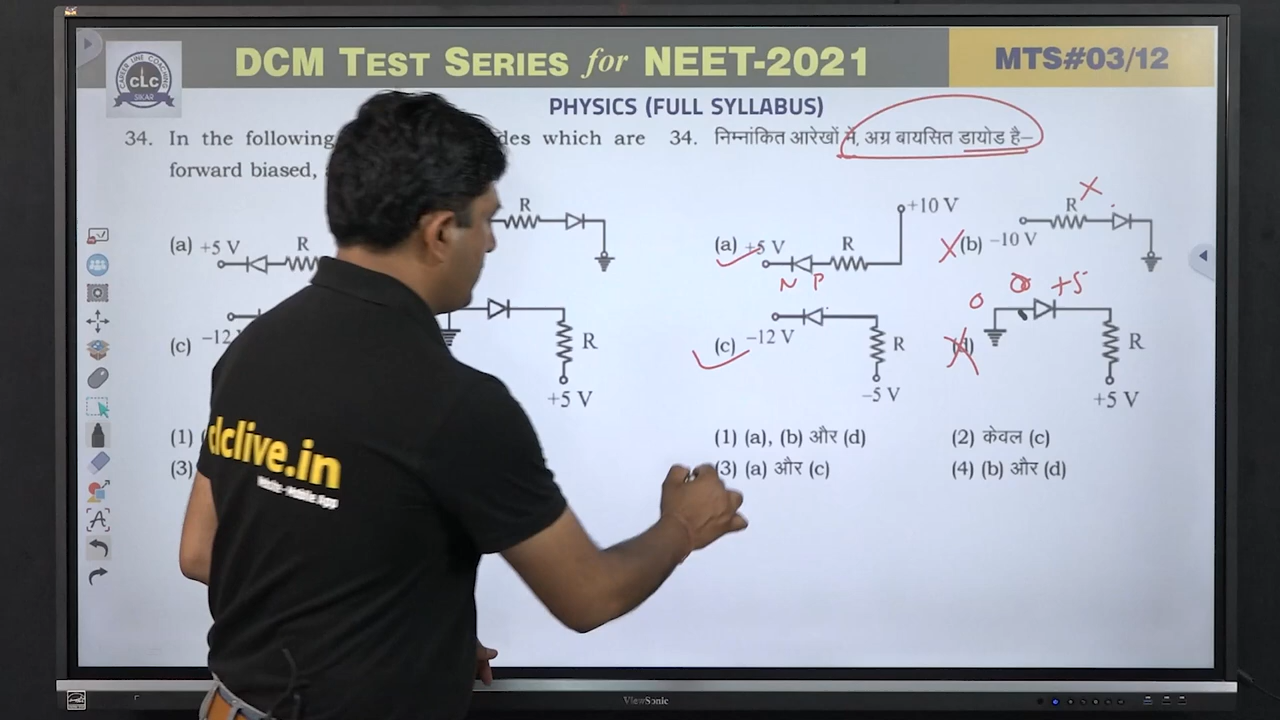 DCM TEST SERIES for NEET-2021
MTS#03/12
CAREER LINE COACHING
CLC
SIKAR
PHYSICS (FULL SYLLABUS)
34. In the following des which are
forward biased,
(a) +5 V R
R
(c) −12
R
+5 V
(1)
(3)
34. निम्नांकित आरेखों में, अग्र बायसित डायोड है–
(a) +5 V R +10 V
N P
(b) −10 V R X
(c) −12 V R
−5 V
(d) R
+5 V
0 +5
(1) (a), (b) और (d)
(2) केवल (c)
(3) (a) और (c)
(4) (b) और (d)
dclive.in
ViewSonic